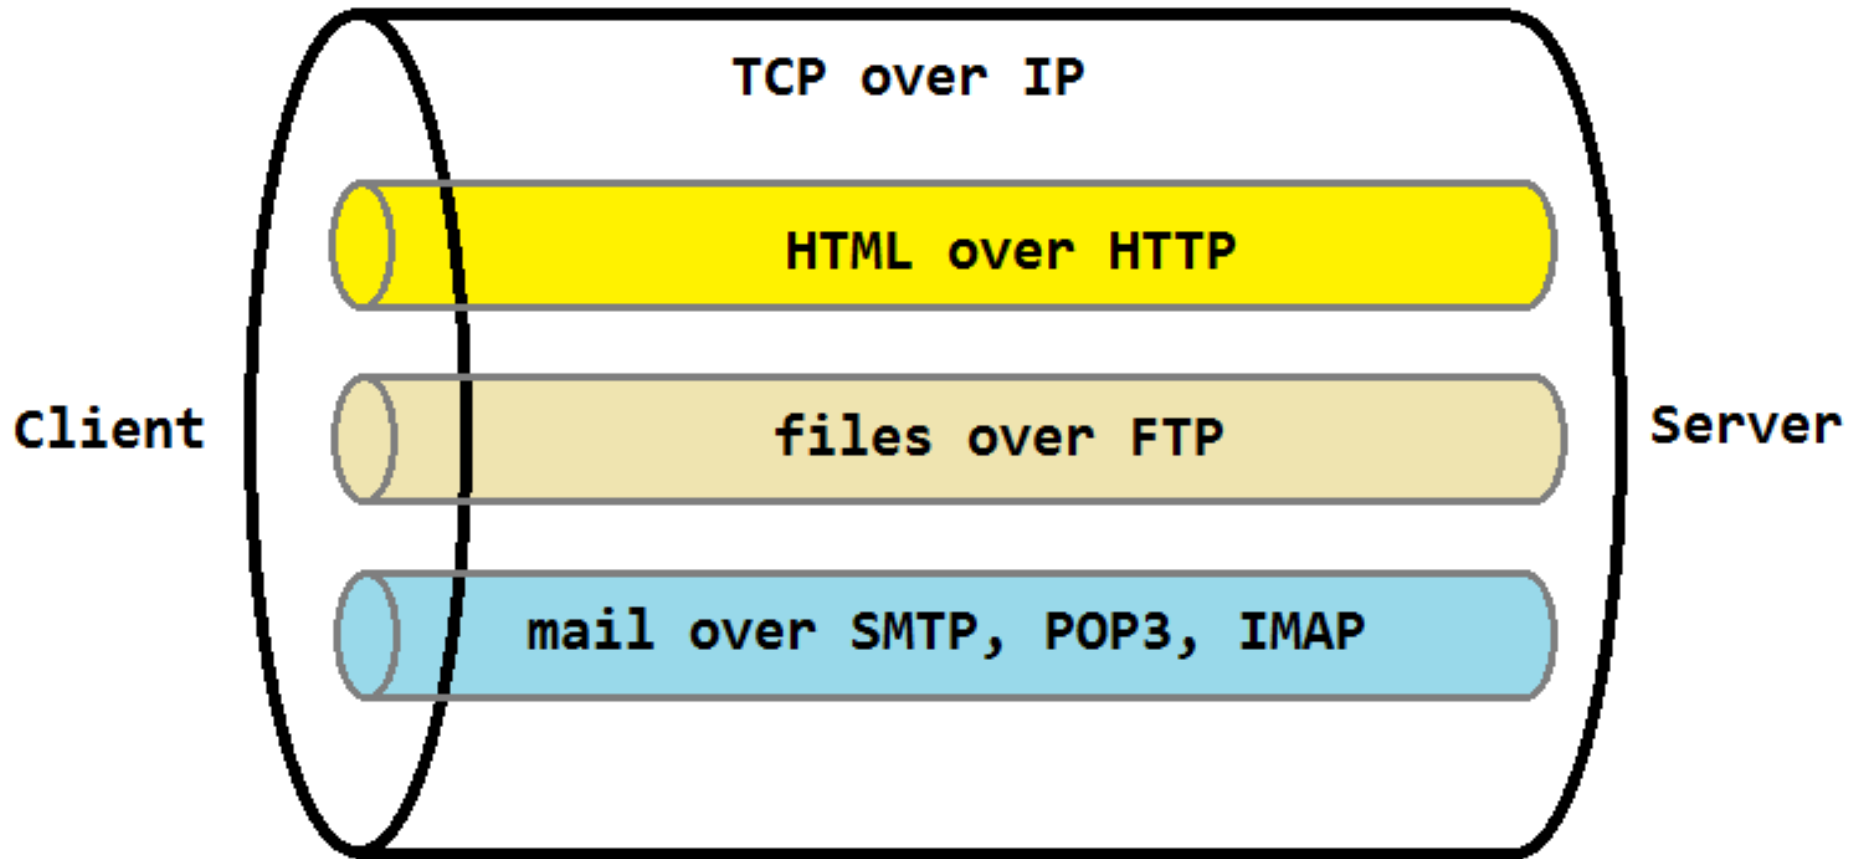 TCP over IP
HTML over HTTP
files over FTP
Client
Server
mail over SMTP, POP3, IMAP